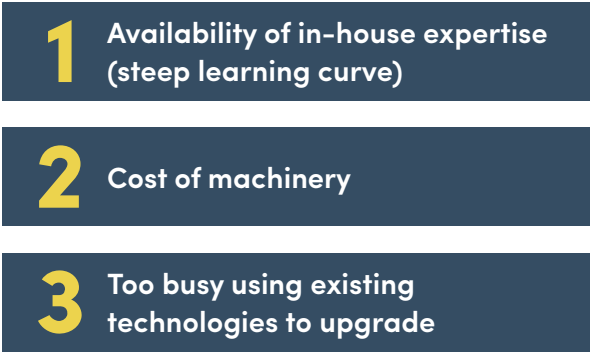 1
Availability of in-house expertise
(steep learning curve)
2
Cost of machinery
3
Too busy using existing
technologies to upgrade